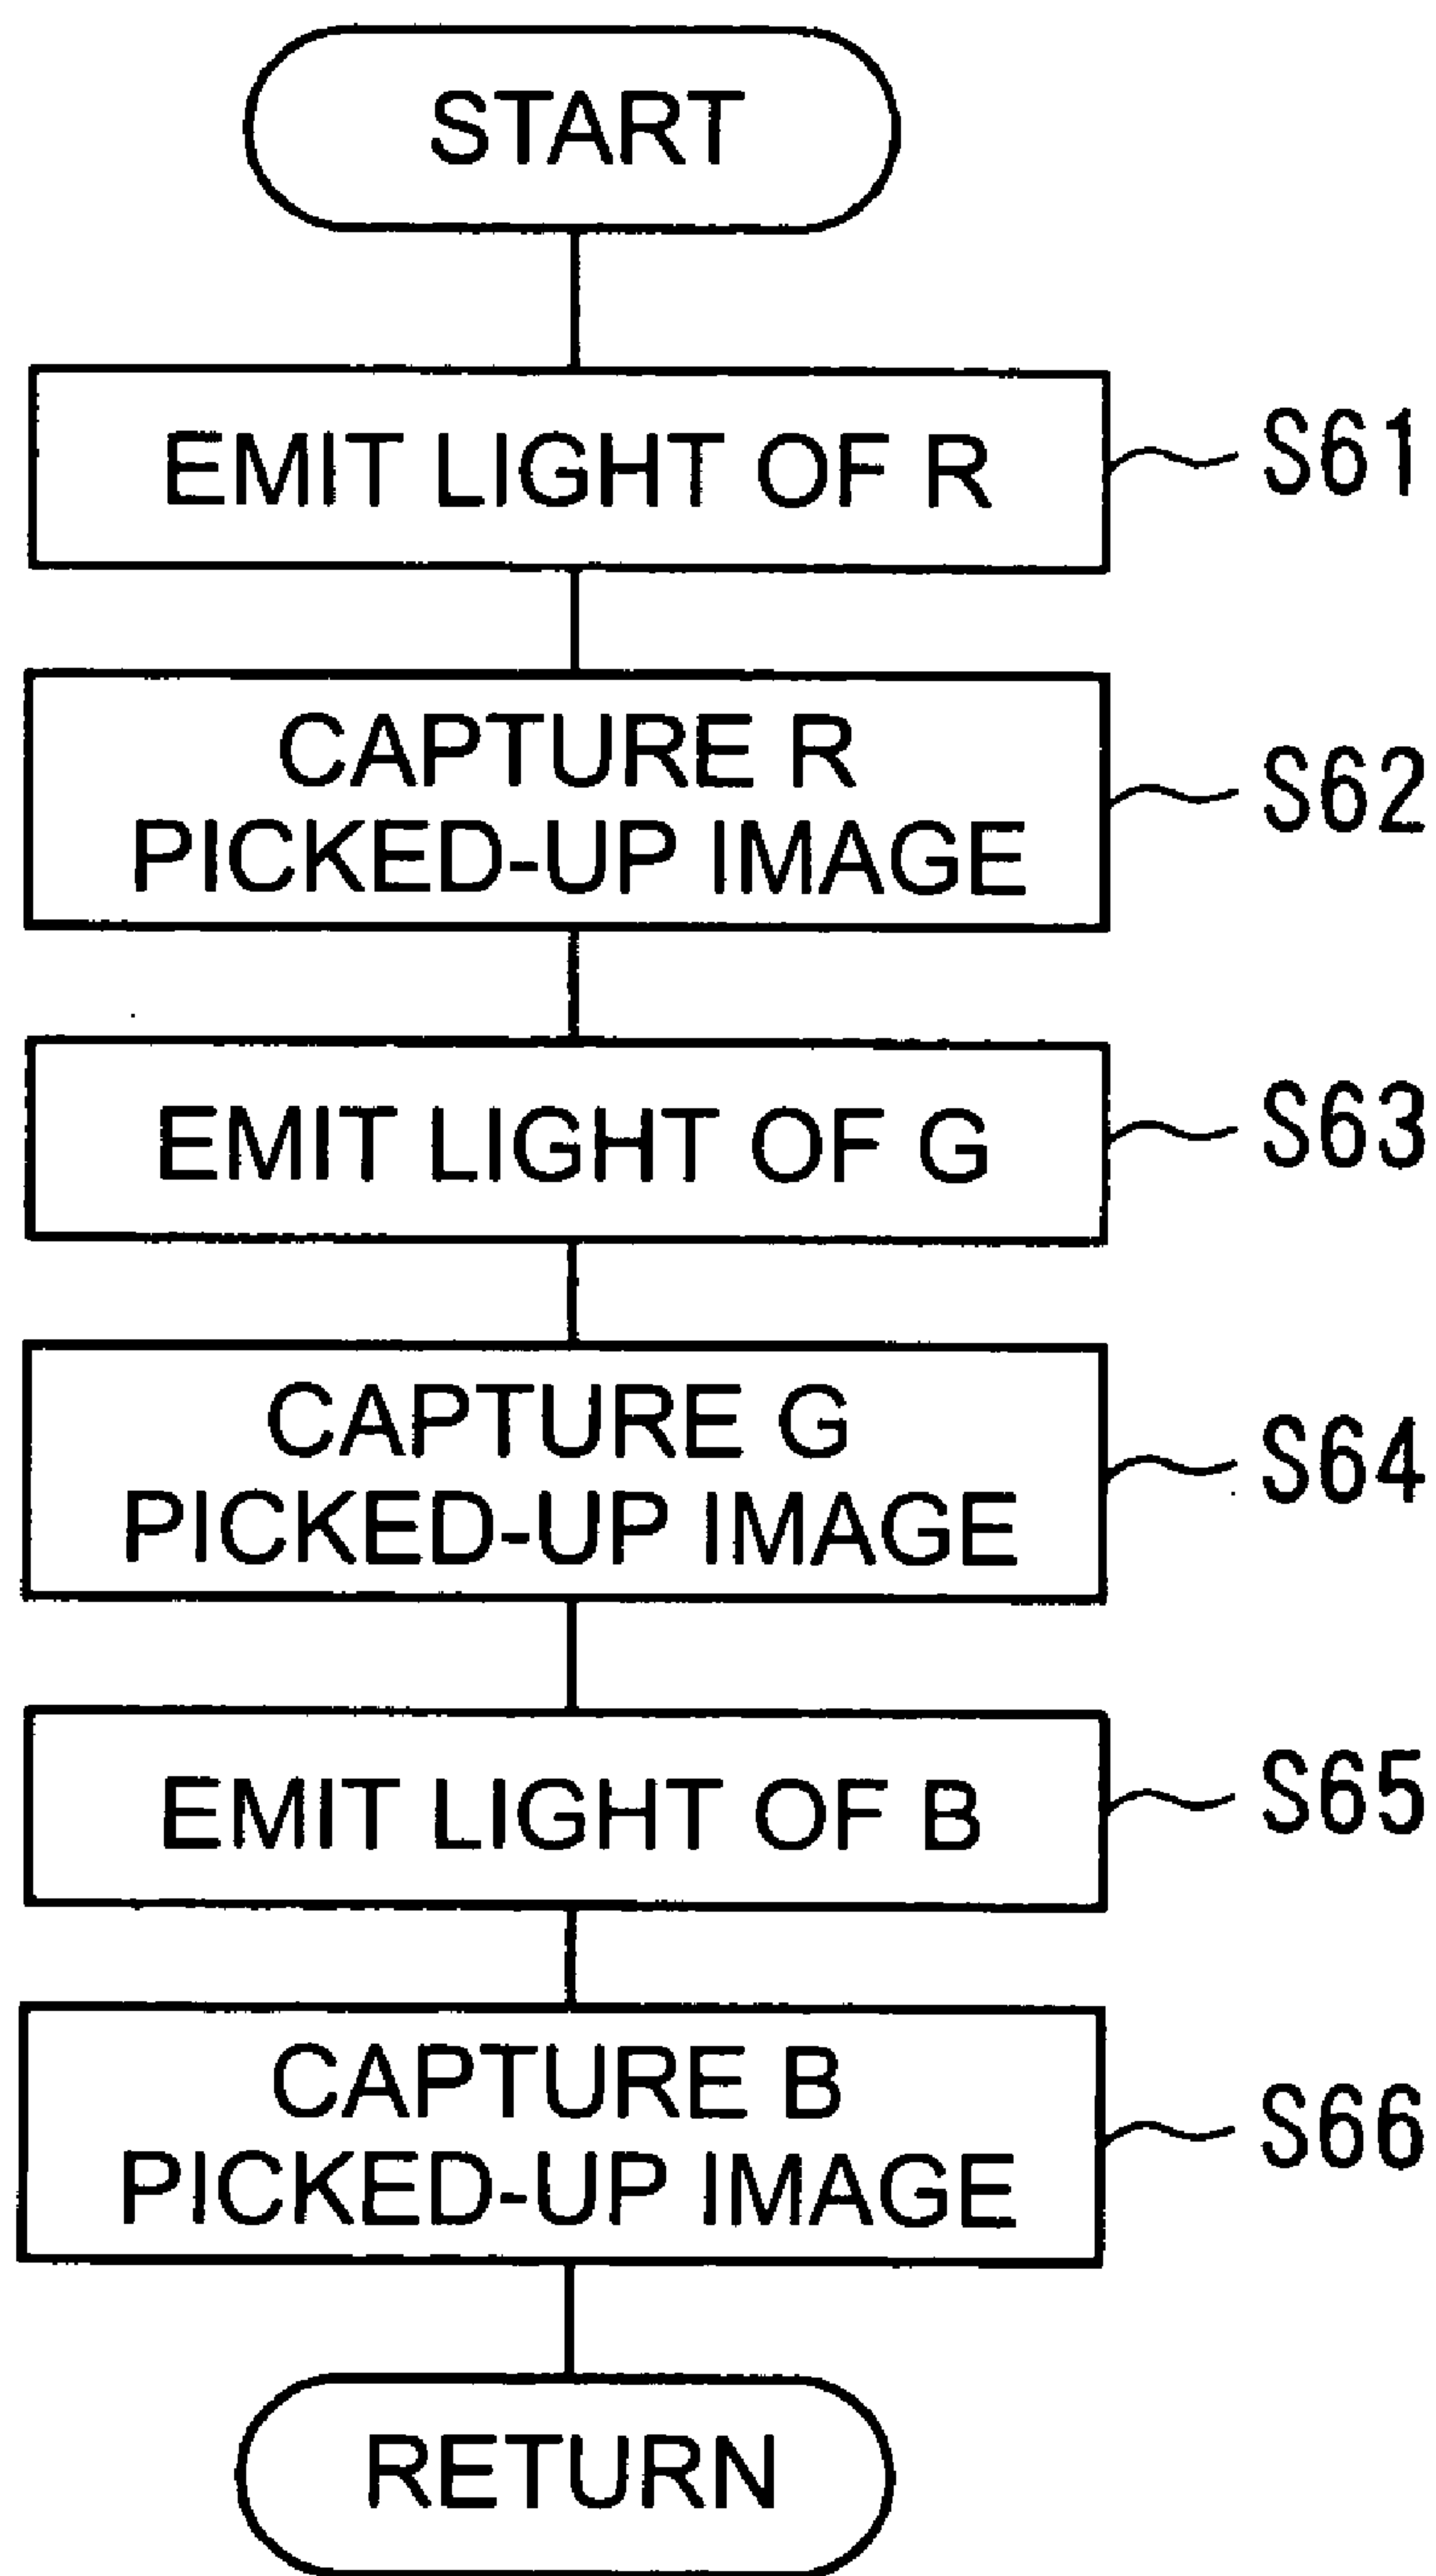 START
EMIT LIGHT OF R
S61
CAPTURE R
PICKED-UP IMAGE
S62
EMIT LIGHT OF G
S63
CAPTURE G
PICKED-UP IMAGE
S64
EMIT LIGHT OF B
S65
CAPTURE B
PICKED-UP IMAGE
S66
RETURN